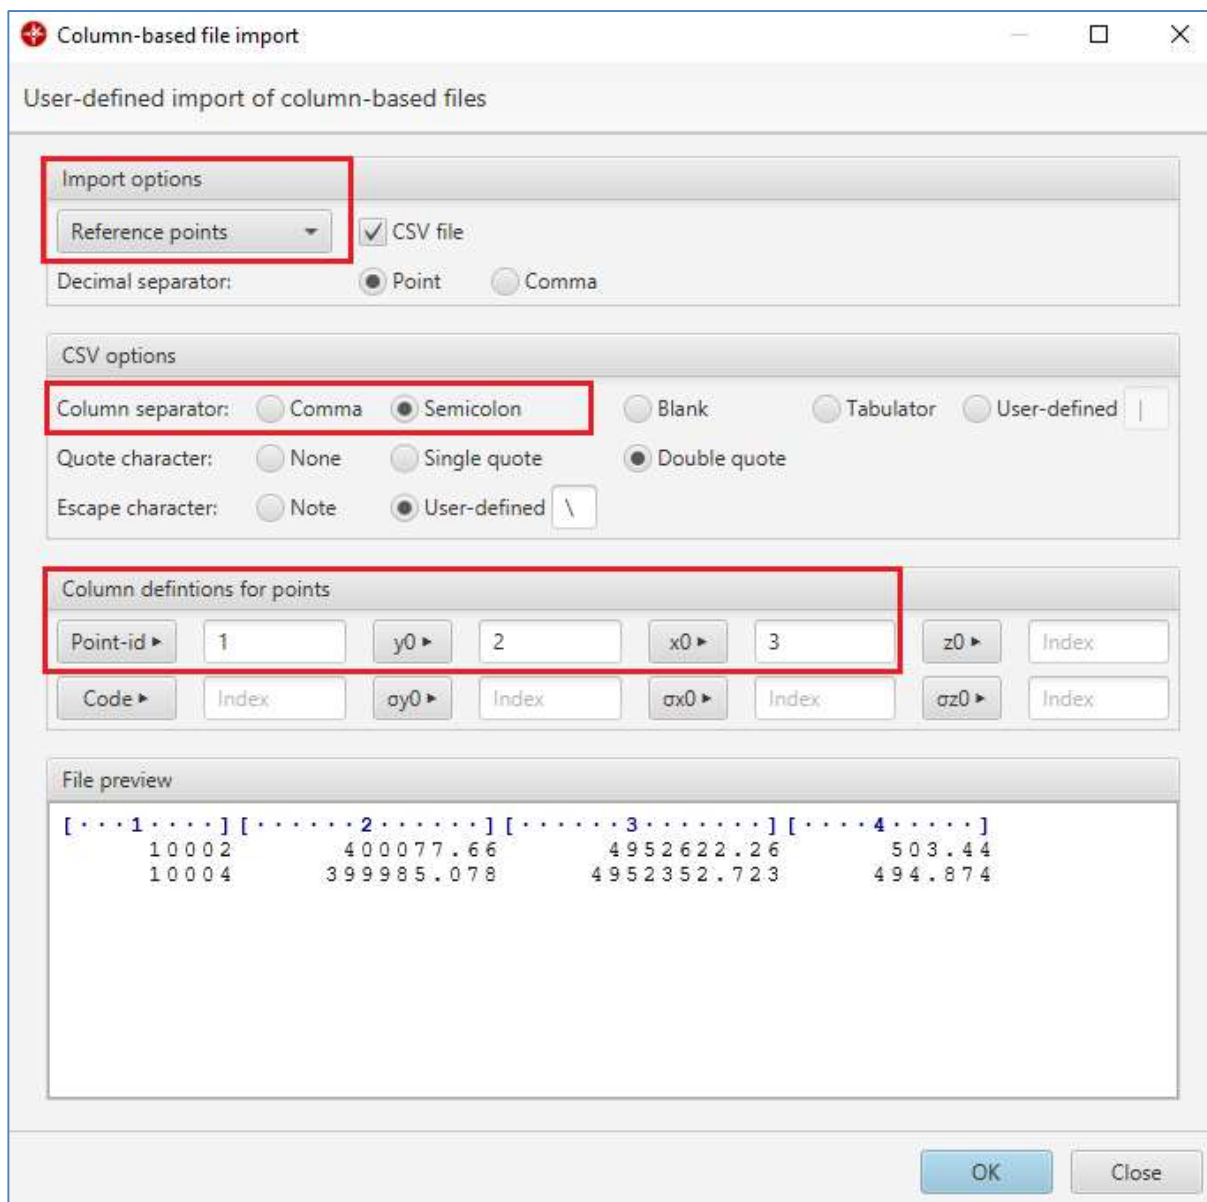 Column-based file import
User-defined import of column-based files
Import options
Reference points CSV file
Decimal separator: Point Comma
CSV options
Column separator: Comma Semicolon Blank Tabulator User-defined |
Quote character: None Single quote Double quote
Escape character: Note User-defined \
Column defintions for points
Point-id ▸ 1 y0 ▸ 2 x0 ▸ 3 z0 ▸ Index
Code ▸ Index σy0 ▸ Index σx0 ▸ Index σz0 ▸ Index
File preview
[···1····][······2······][······3·······][····4·····]
10002 400077.66 4952622.26 503.44
10004 399985.078 4952352.723 494.874
OK Close